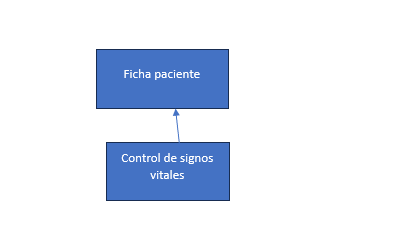 Ficha paciente
Control de signos
vitales